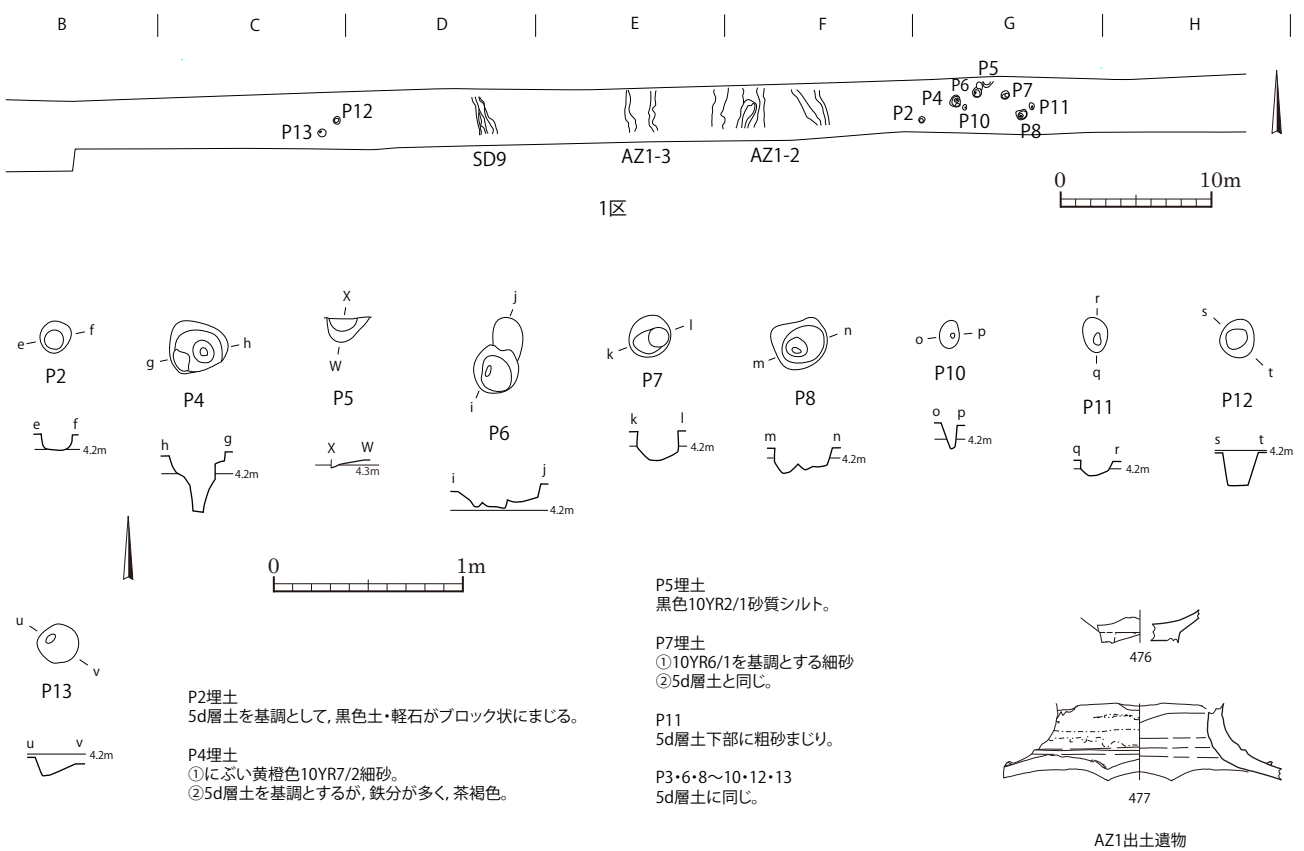 B C D E F G H
P5
P6
P7
P4
P11
P2
P10
P8
P12
P13
SD9 AZ1-3 AZ1-2
0 10m
1区
e f
P2
e f
4.2m
g h
P4
h g
4.2m
X
W
P5
X W
4.3m
j
i
P6
i j
4.2m
k l
P7
k l
4.2m
m n
P8
m n
4.2m
o p
P10
o p
4.2m
r
q
P11
q r
4.2m
s
t
P12
s t
4.2m
0 1m
u
v
P13
u v
4.2m
P2埋土
5d層土を基調として, 黒色土・軽石がブロック状にまじる。
P4埋土
①にぶい黄橙色10YR7/2細砂。
②5d層土を基調とするが, 鉄分が多く, 茶褐色。
P5埋土
黒色10YR2/1砂質シルト。
P7埋土
①10YR6/1を基調とする細砂
②5d層土と同じ。
P11
5d層土下部に粗砂まじり。
P3・6・8～10・12・13
5d層土に同じ。
476
477
AZ1出土遺物